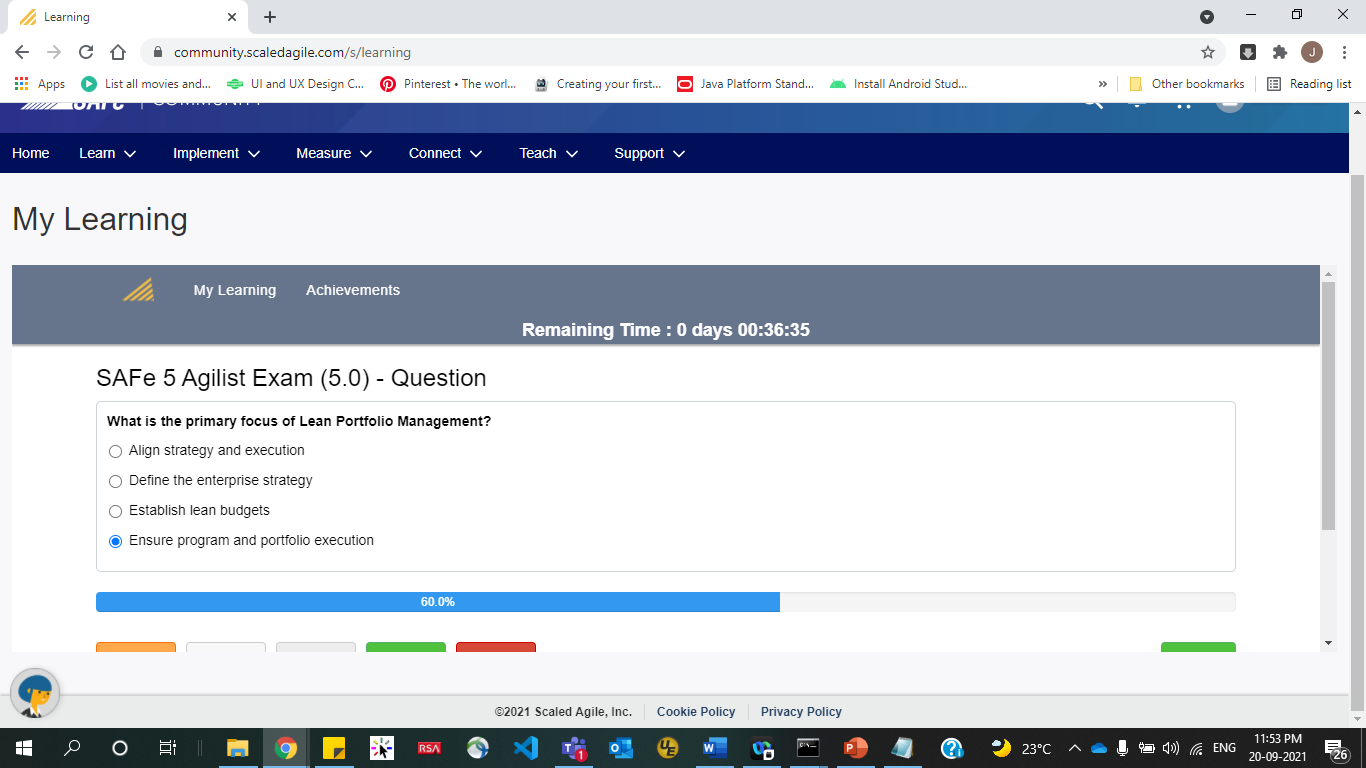 Learning
community.scaledagile.com/s/learning
J
Apps
List all movies and...
UI and UX Design C...
Pinterest • The worl...
Creating your first...
Java Platform Stand...
Install Android Stud...
»
Other bookmarks
Reading list
Home
Learn
Implement
Measure
Connect
Teach
Support
My Learning
My Learning
Achievements
Remaining Time : 0 days 00:36:35
SAFe 5 Agilist Exam (5.0) - Question
What is the primary focus of Lean Portfolio Management?
Align strategy and execution
Define the enterprise strategy
Establish lean budgets
Ensure program and portfolio execution
60.0%
©2021 Scaled Agile, Inc.
Cookie Policy
Privacy Policy
RSA
1
23°C
ENG
11:53 PM
20-09-2021
26